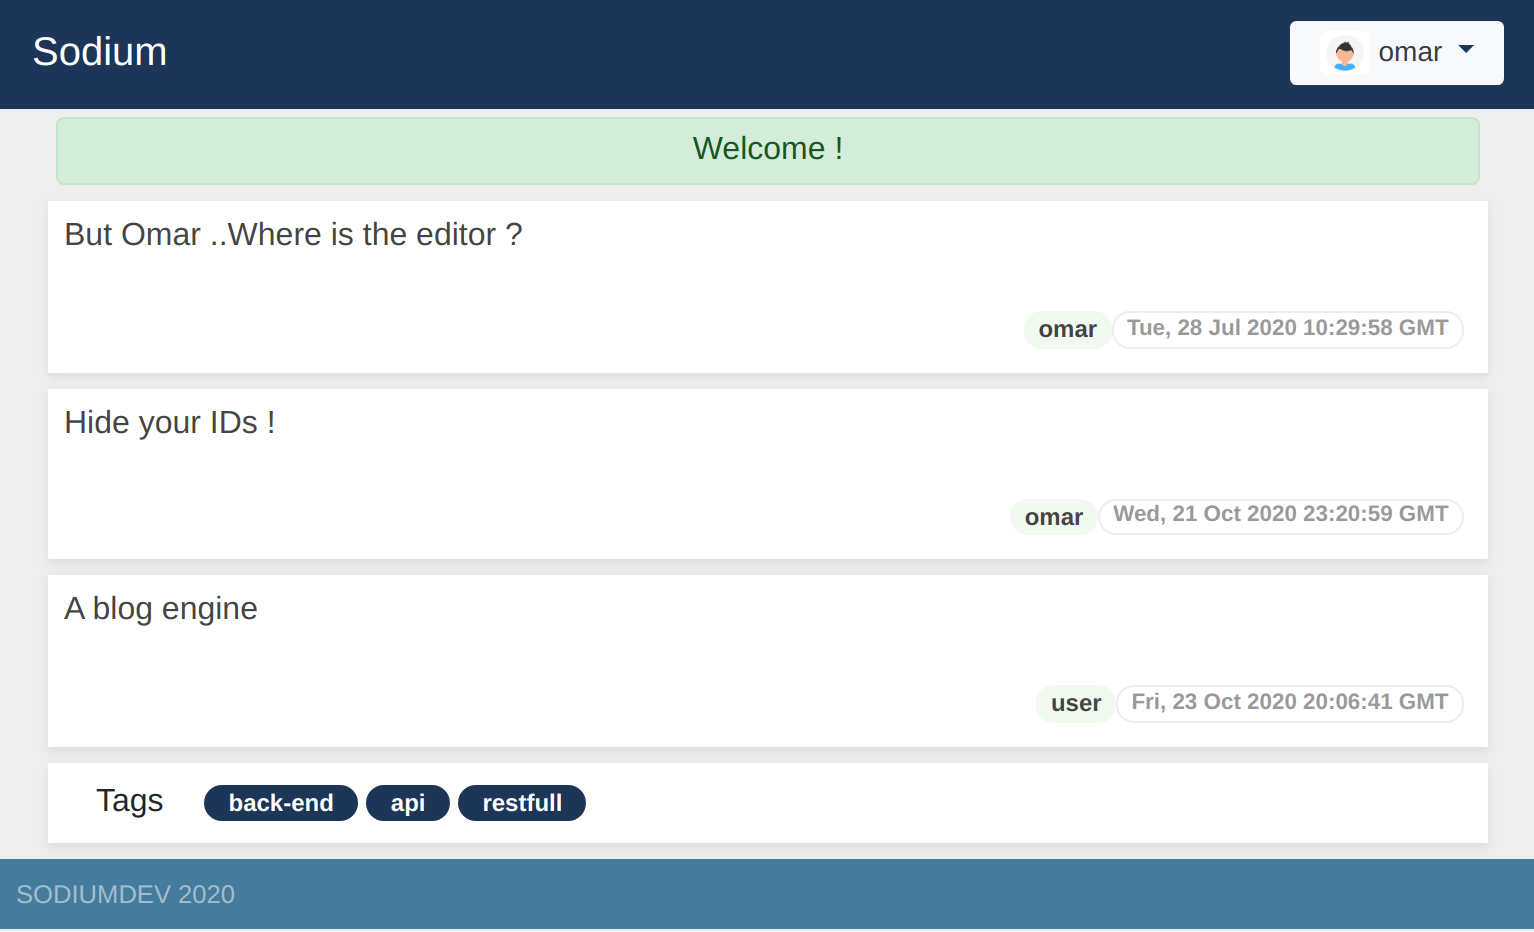 Sodium
omar
Welcome !
But Omar ..Where is the editor ?
omar Tue, 28 Jul 2020 10:29:58 GMT
Hide your IDs !
omar Wed, 21 Oct 2020 23:20:59 GMT
A blog engine
user Fri, 23 Oct 2020 20:06:41 GMT
Tags back-end api restfull
SODIUMDEV 2020